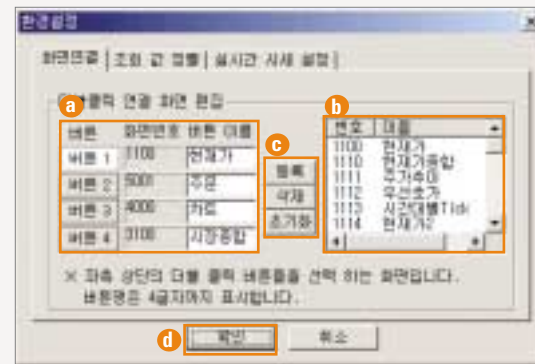 환경설정
화면연결 | 조회 값 정렬 | 실시간 시세 설정 |
더블클릭 연결 화면 편집
a
b
c
버튼 화면번호 버튼 이름
버튼 1 1100 현재가
버튼 2 5001 주문
버튼 3 4000 차트
버튼 4 3100 시장종합
등록
삭제
초기화
번호 이름
1100 현재가
1110 현재가종합
1111 주가추이
1112 우선호가
1113 시간대별Tick
1114 현재가2
※ 좌측 상단의 더블 클릭 버튼들을 선택 하는 화면입니다.
버튼명은 4글자까지 표시합니다.
d
확인 취소